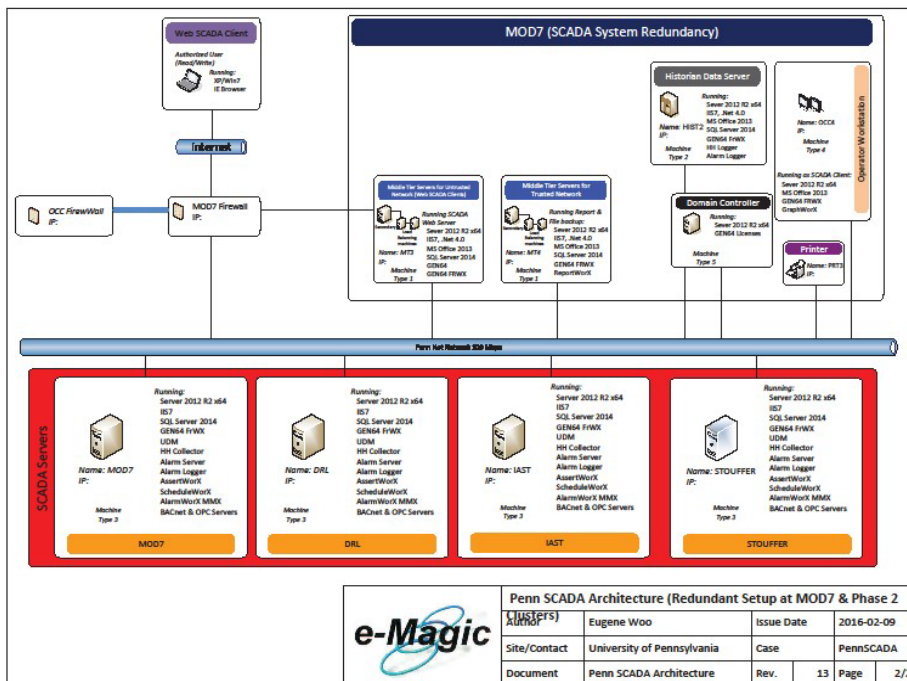 Web SCADA Client
Authorized User
(Read/Write)
Running:
XP/Win7
IE Browser
Internet
OCC FireWall
IP:
MOD7 Firewall
IP:
MOD7 (SCADA System Redundancy)
Middle Tier Servers for Untrusted
Network (Web SCADA Clients)
Secondary
Load
Balancing
machines
Running SCADA
Web Server
Sever 2012 R2 x64
IIS7, .Net 4.0
MS Office 2013
SQL Server 2014
GEN64
GEN64 FRWX
Name: MT3
IP:
Machine
Type 1
Middle Tier Servers for
Trusted Network
Secondary
Load
Balancing
machines
Running Report &
File backup:
Sever 2012 R2 x64
IIS7, .Net 4.0
MS Office 2013
SQL Server 2014
GEN64 FRWX
ReportWorX
Name: MT4
IP:
Machine
Type 1
Historian Data Server
Running:
Sever 2012 R2 x64
IIS7, .Net 4.0
MS Office 2013
SQL Server 2014
GEN64 FRWX
HH Logger
Alarm Logger
Name: HIST2
IP:
Machine
Type 2
Domain Controller
Running:
Sever 2012 R2 x64
GEN64 Licenses
Name:
IP:
Machine
Type 5
Operator Workstation
Name: OCC4
IP:
Machine
Type 4
Running as SCADA Client:
Sever 2012 R2 x64
MS Office 2013
GEN64 FRWX
GraphWorX
Printer
Name: PRT3
IP:
Penn Net Network
SCADA Servers
Running:
Server 2012 R2 x64
IIS7
SQL Server 2014
GEN64 FrWX
UDM
HH Collector
Alarm Server
Alarm Logger
AssertWorX
ScheduleWorX
AlarmWorX MMX
BACnet & OPC Servers
Name: MOD7
IP:
Machine
Type 3
MOD7
Running:
Server 2012 R2 x64
IIS7
SQL Server 2014
GEN64 FrWX
UDM
HH Collector
Alarm Server
Alarm Logger
AssertWorX
ScheduleWorX
AlarmWorX MMX
BACnet & OPC Servers
Name: DRL
IP:
Machine
Type 3
DRL
Running:
Server 2012 R2 x64
IIS7
SQL Server 2014
GEN64 FrWX
UDM
HH Collector
Alarm Server
Alarm Logger
AssertWorX
ScheduleWorX
AlarmWorX MMX
BACnet & OPC Servers
Name: IAST
IP:
Machine
Type 3
IAST
Running:
Server 2012 R2 x64
IIS7
SQL Server 2014
GEN64 FrWX
UDM
HH Collector
Alarm Server
Alarm Logger
AssertWorX
ScheduleWorX
AlarmWorX MMX
BACnet & OPC Servers
Name: STOUFFER
IP:
Machine
Type 3
STOUFFER
e-Magic
Penn SCADA Architecture (Redundant Setup at MOD7 & Phase 2
Clusters)
Author Eugene Woo Issue Date 2016-02-09
Site/Contact University of Pennsylvania Case PennSCADA
Document Penn SCADA Architecture Rev. 13 Page 2/